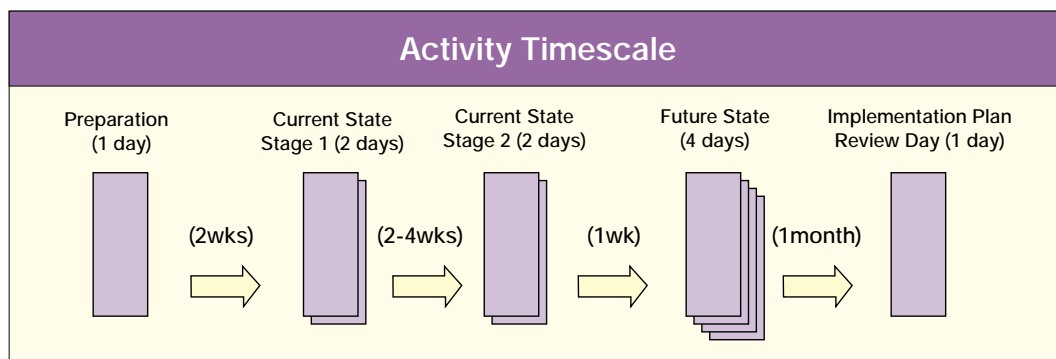 Activity Timescale
Preparation
(1 day)
Current State
Stage 1 (2 days)
Current State
Stage 2 (2 days)
Future State
(4 days)
Implementation Plan
Review Day (1 day)
(2wks)
(2-4wks)
(1wk)
(1month)